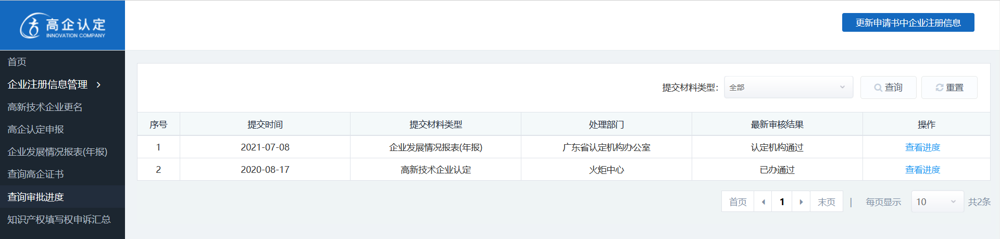 高企认定
INNOVATION COMPANY
更新申请书中企业注册信息
首页
企业注册信息管理
高新技术企业更名
高企认定申报
企业发展情况报表(年报)
查询高企证书
查询审批进度
知识产权填写权申诉汇总
提交材料类型: 全部 查询 重置
序号 提交时间 提交材料类型 处理部门 最新审核结果 操作
1 2021-07-08 企业发展情况报表(年报) 广东省认定机构办公室 认定机构通过 查看进度
2 2020-08-17 高新技术企业认定 火炬中心 已办通过 查看进度
首页 1 末页 | 每页显示 10 共2条